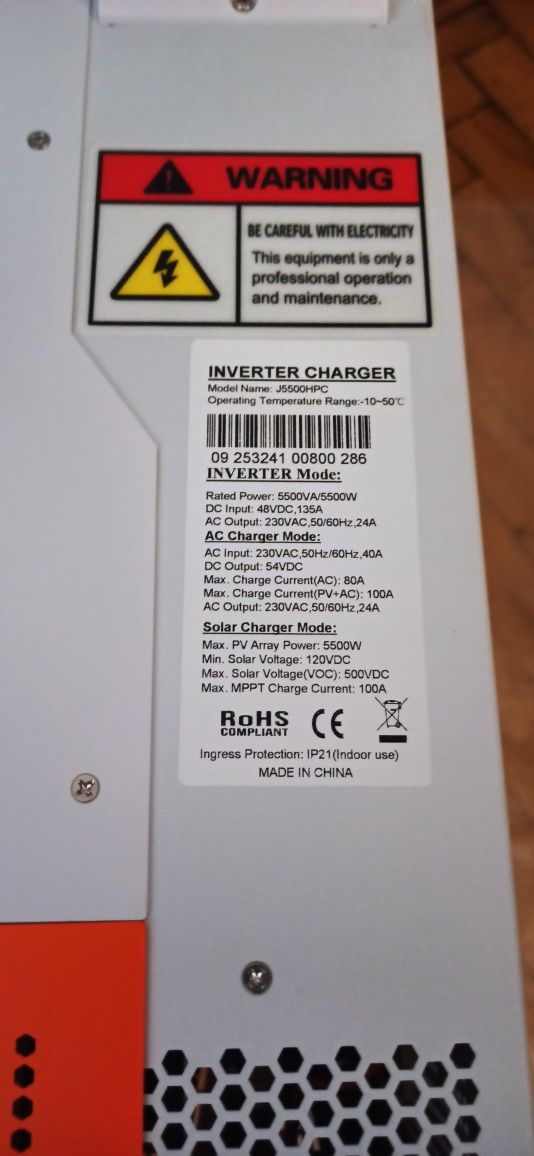 WARNING
BE CAREFUL WITH ELECTRICITY
This equipment is only a
professional operation
and maintenance.
INVERTER CHARGER
Model Name: J5500HPC
Operating Temperature Range:-10~50℃
09 253241 00800 286
INVERTER Mode:
Rated Power: 5500VA/5500W
DC Input: 48VDC,135A
AC Output: 230VAC,50/60Hz,24A
AC Charger Mode:
AC Input: 230VAC,50Hz/60Hz,40A
DC Output: 54VDC
Max. Charge Current(AC): 80A
Max. Charge Current(PV+AC): 100A
AC Output: 230VAC,50/60Hz,24A
Solar Charger Mode:
Max. PV Array Power: 5500W
Min. Solar Voltage: 120VDC
Max. Solar Voltage(VOC): 500VDC
Max. MPPT Charge Current: 100A
RoHS
COMPLIANT
CE
Ingress Protection: IP21(Indoor use)
MADE IN CHINA